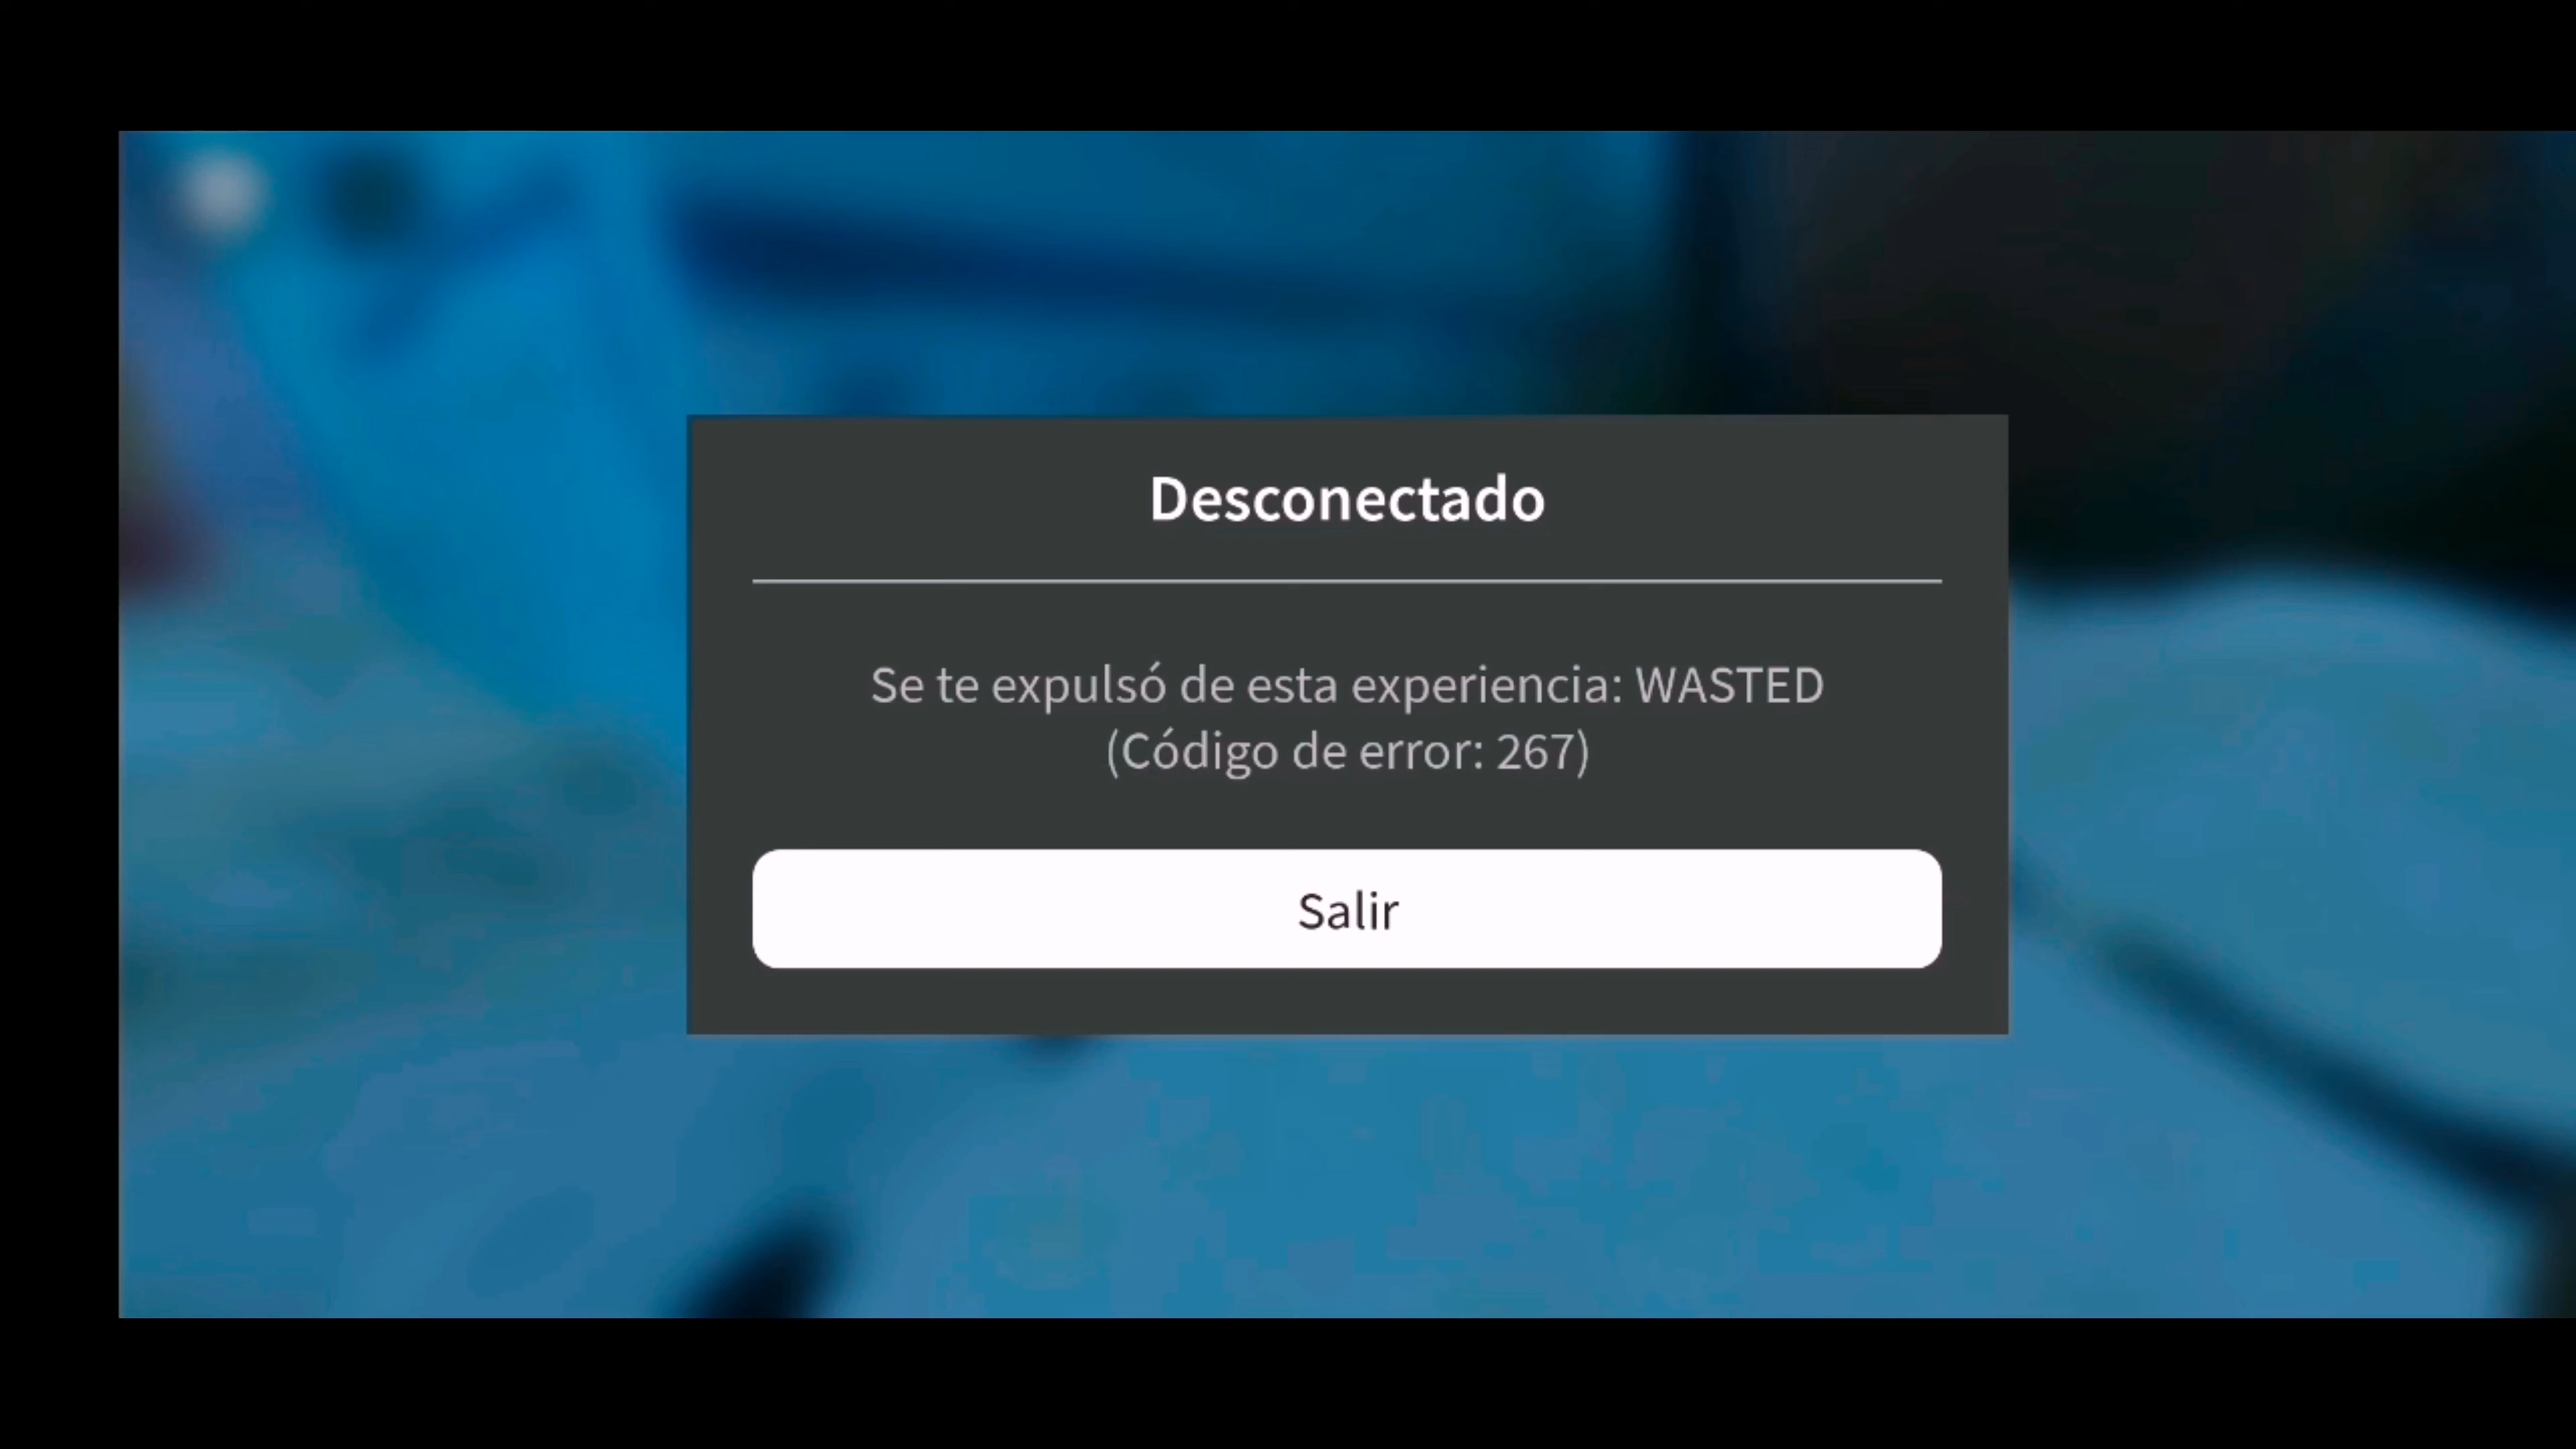 Desconectado
Se te expulsó de esta experiencia: WASTED
(Código de error: 267)
Salir